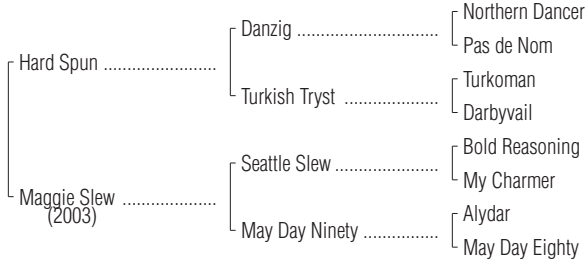 Northern Dancer
Danzig ..............................
Pas de Nom
Hard Spun ........................
Turkoman
Turkish Tryst ....................
Darbyvail
Bold Reasoning
Seattle Slew ......................
My Charmer
Maggie Slew ....................
(2003)
Alydar
May Day Ninety ................
May Day Eighty